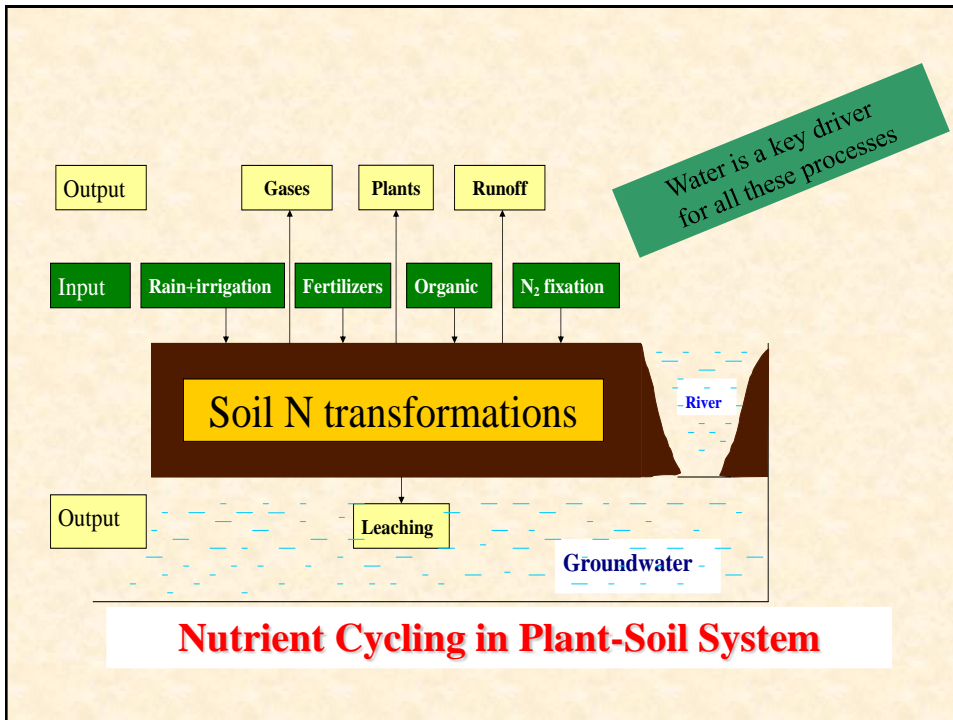 Water is a key driver
for all these processes
Output Gases Plants Runoff
Input Rain+irrigation Fertilizers Organic N₂ fixation
Soil N transformations
River
Output
Leaching
Groundwater
Nutrient Cycling in Plant-Soil System